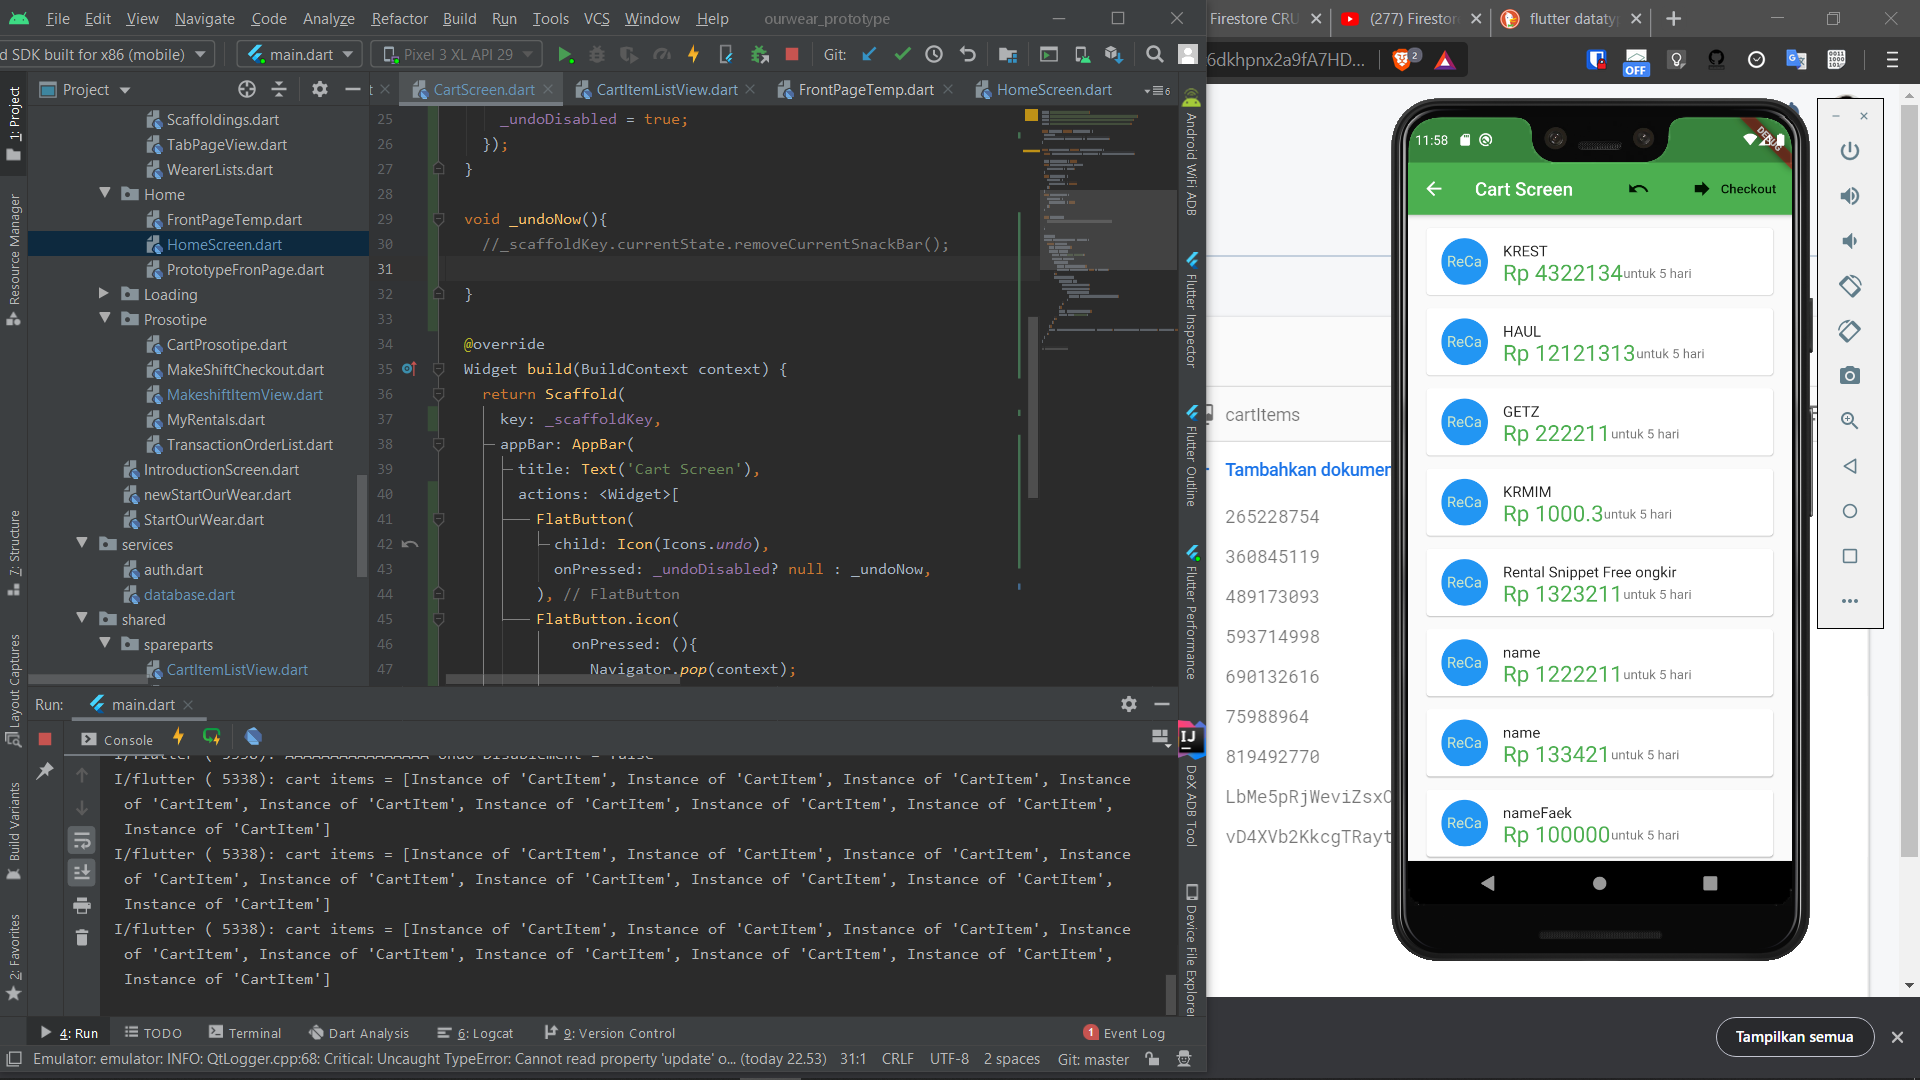 File Edit View Navigate Code Analyze Refactor Build Run Tools VCS Window Help ourwear_prototype
d SDK built for x86 (mobile) main.dart Pixel 3 XL API 29 Git:
Project
CartScreen.dart CartItemListView.dart FrontPageTemp.dart HomeScreen.dart
1: Project
Resource Manager
7: Structure
Layout Captures
Build Variants
2: Favorites
Scaffoldings.dart
TabPageView.dart
WearerLists.dart
Home
FrontPageTemp.dart
HomeScreen.dart
PrototypeFronPage.dart
Loading
Prosotipe
CartProsotipe.dart
MakeShiftCheckout.dart
MakeshiftItemView.dart
MyRentals.dart
TransactionOrderList.dart
IntroductionScreen.dart
newStartOurWear.dart
StartOurWear.dart
services
auth.dart
database.dart
shared
spareparts
CartItemListView.dart
25 _undoDisabled = true;
26 });
27 }
28
29 void _undoNow(){
30 //_scaffoldKey.currentState.removeCurrentSnackBar();
31
32 }
33
34 @override
35 Widget build(BuildContext context) {
36 return Scaffold(
37 key: _scaffoldKey,
38 appBar: AppBar(
39 title: Text('Cart Screen'),
40 actions: <Widget>[
41 FlatButton(
42 child: Icon(Icons.undo),
43 onPressed: _undoDisabled? null : _undoNow,
44 ), // FlatButton
45 FlatButton.icon(
46 onPressed: (){
47 Navigator.pop(context);
Android WiFi ADB
Flutter Inspector
Flutter Outline
Flutter Performance
DeX ADB Tool
Device File Explorer
Run: main.dart
Console
I/flutter ( 5338): cart items = [Instance of 'CartItem', Instance of 'CartItem', Instance of 'CartItem', Instance
of 'CartItem', Instance of 'CartItem', Instance of 'CartItem', Instance of 'CartItem', Instance of 'CartItem',
Instance of 'CartItem']
I/flutter ( 5338): cart items = [Instance of 'CartItem', Instance of 'CartItem', Instance of 'CartItem', Instance
of 'CartItem', Instance of 'CartItem', Instance of 'CartItem', Instance of 'CartItem', Instance of 'CartItem',
Instance of 'CartItem']
I/flutter ( 5338): cart items = [Instance of 'CartItem', Instance of 'CartItem', Instance of 'CartItem', Instance
of 'CartItem', Instance of 'CartItem', Instance of 'CartItem', Instance of 'CartItem', Instance of 'CartItem',
Instance of 'CartItem']
4: Run TODO Terminal Dart Analysis 6: Logcat 9: Version Control 1 Event Log
Emulator: emulator: INFO: QtLogger.cpp:68: Critical: Uncaught TypeError: Cannot read property 'update' o... (today 22.53) 31:1 CRLF UTF-8 2 spaces Git: master
Firestore CRU (277) Firestor flutter dataty
6dkhpnx2a9fA7HD... 2 OFF
cartItems
Tambahkan dokumen
265228754
360845119
489173093
593714998
690132616
75988964
819492770
LbMe5pRjWeviZsxC
vD4XVb2KkcgTRayt
11:58
DEBUG
Cart Screen Checkout
ReCa KREST
Rp 4322134untuk 5 hari
ReCa HAUL
Rp 12121313untuk 5 hari
ReCa GETZ
Rp 222211untuk 5 hari
ReCa KRMIM
Rp 1000.3untuk 5 hari
ReCa Rental Snippet Free ongkir
Rp 1323211untuk 5 hari
ReCa name
Rp 1222211untuk 5 hari
ReCa name
Rp 133421untuk 5 hari
ReCa nameFaek
Rp 100000untuk 5 hari
Tampilkan semua